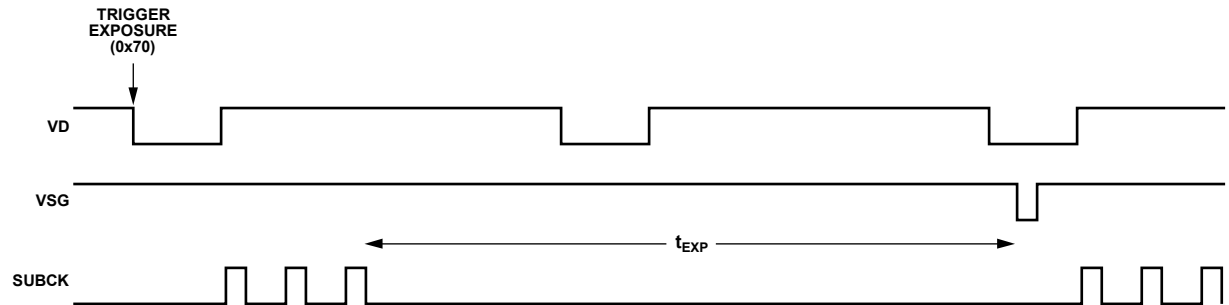 TRIGGER
EXPOSURE
(0x70)
VD
VSG
tEXP
SUBCK